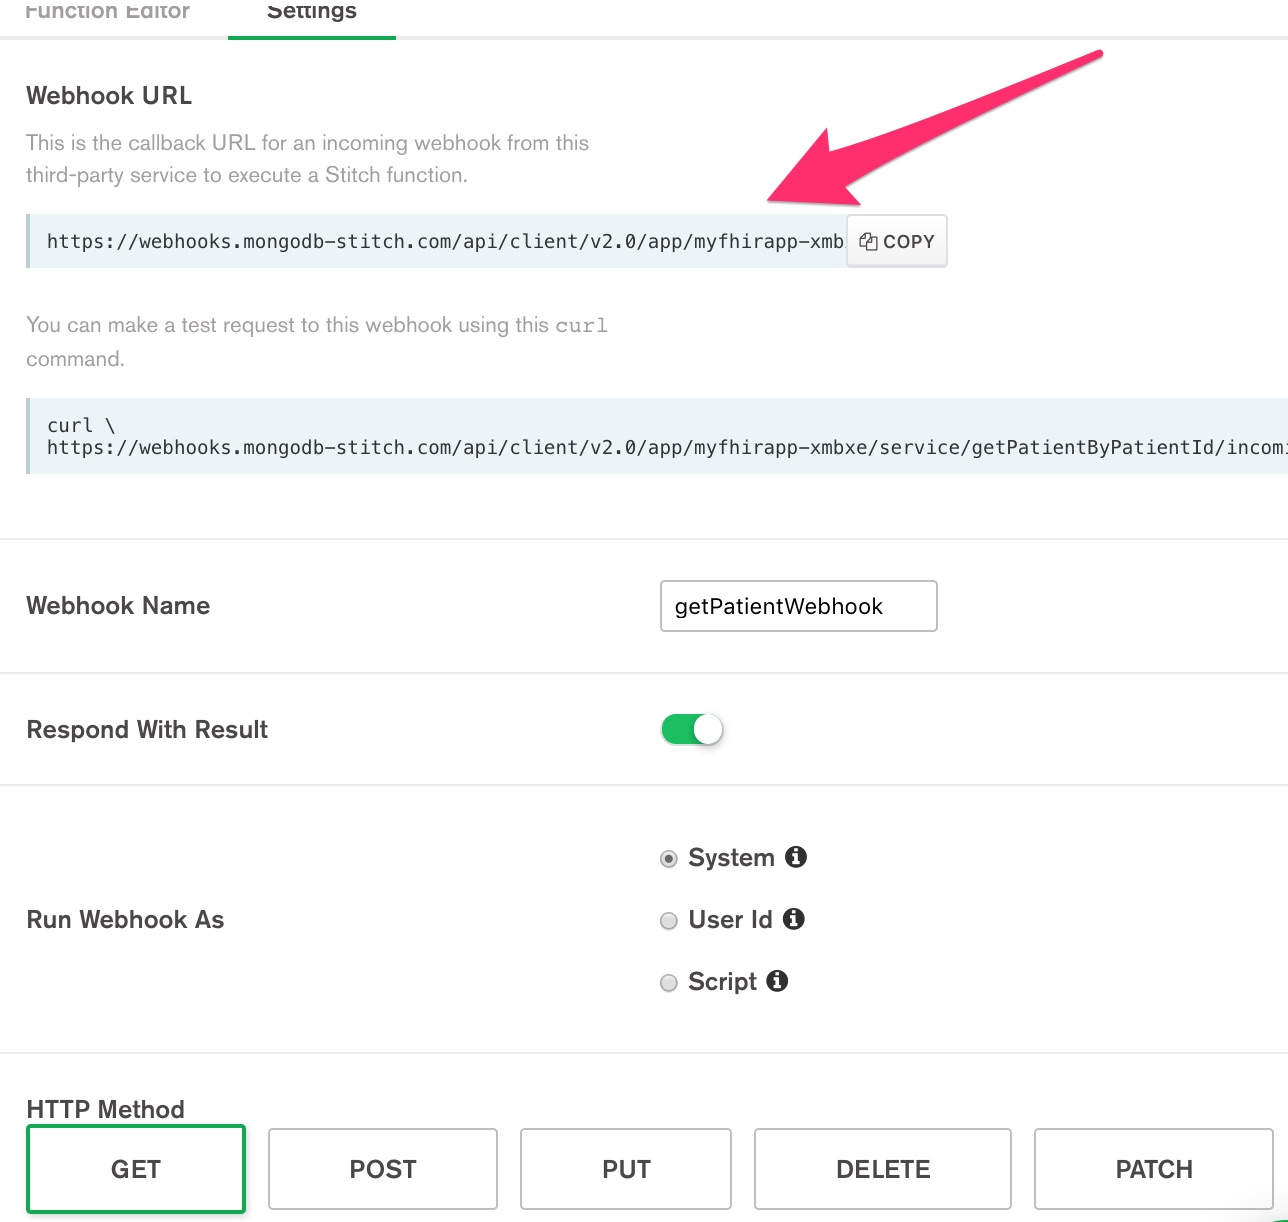 Function Editor Settings
Webhook URL
This is the callback URL for an incoming webhook from this
third-party service to execute a Stitch function.
https://webhooks.mongodb-stitch.com/api/client/v2.0/app/myfhirapp-xmb COPY
You can make a test request to this webhook using this curl
command.
curl \
https://webhooks.mongodb-stitch.com/api/client/v2.0/app/myfhirapp-xmbxe/service/getPatientByPatientId/incomi
Webhook Name getPatientWebhook
Respond With Result
System
Run Webhook As User Id
Script
HTTP Method
GET POST PUT DELETE PATCH